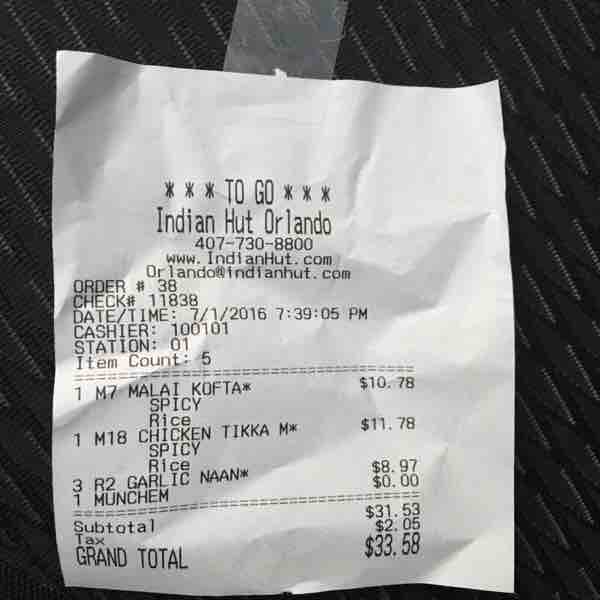 * * * TO GO * * *
Indian Hut Orlando
407-730-8800
www.IndianHut.com
Orlando@indianhut.com
ORDER # 38
CHECK# 11838
DATE/TIME: 7/1/2016 7:39:05 PM
CASHIER: 100101
STATION: 01
Item Count: 5
1 M7 MALAI KOFTA* $10.78
SPICY
Rice
1 M18 CHICKEN TIKKA M* $11.78
SPICY
Rice
3 R2 GARLIC NAAN* $8.97
1 MUNCHEM $0.00
Subtotal $31.53
Tax $2.05
GRAND TOTAL $33.58